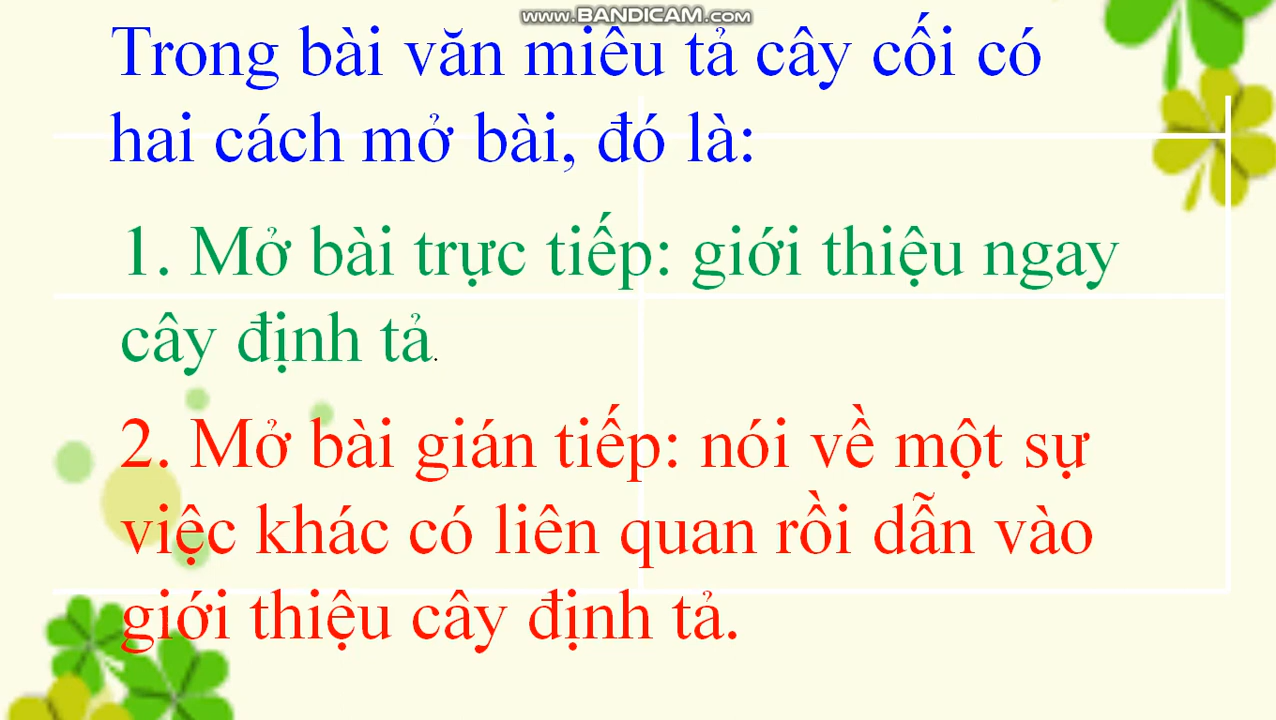 www.BANDICAM.com
Trong bài văn miêu tả cây cối có
hai cách mở bài, đó là:
1. Mở bài trực tiếp: giới thiệu ngay
cây định tả.
2. Mở bài gián tiếp: nói về một sự
việc khác có liên quan rồi dẫn vào
giới thiệu cây định tả.